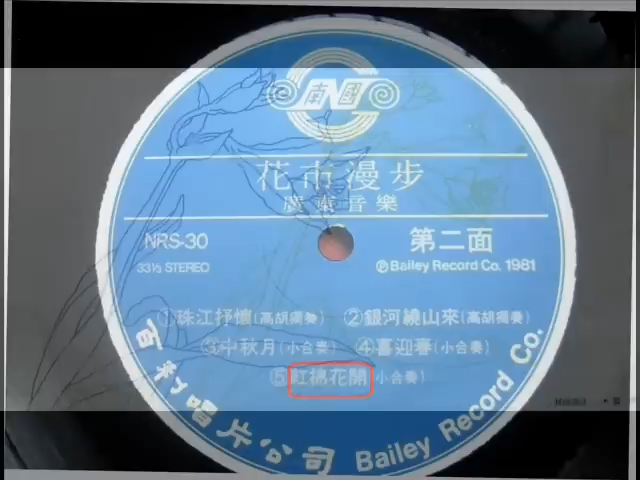 南國
花市漫步
廣東音樂
NRS-30
33⅓ STEREO
第二面
ⓅBailey Record Co. 1981
①珠江抒懷(高胡獨奏) ②銀河繞山來(高胡獨奏)
③中秋月(小合奏) ④喜迎春(小合奏)
⑤紅棉花開(小合奏)
百利唱片公司 Bailey Record Co.